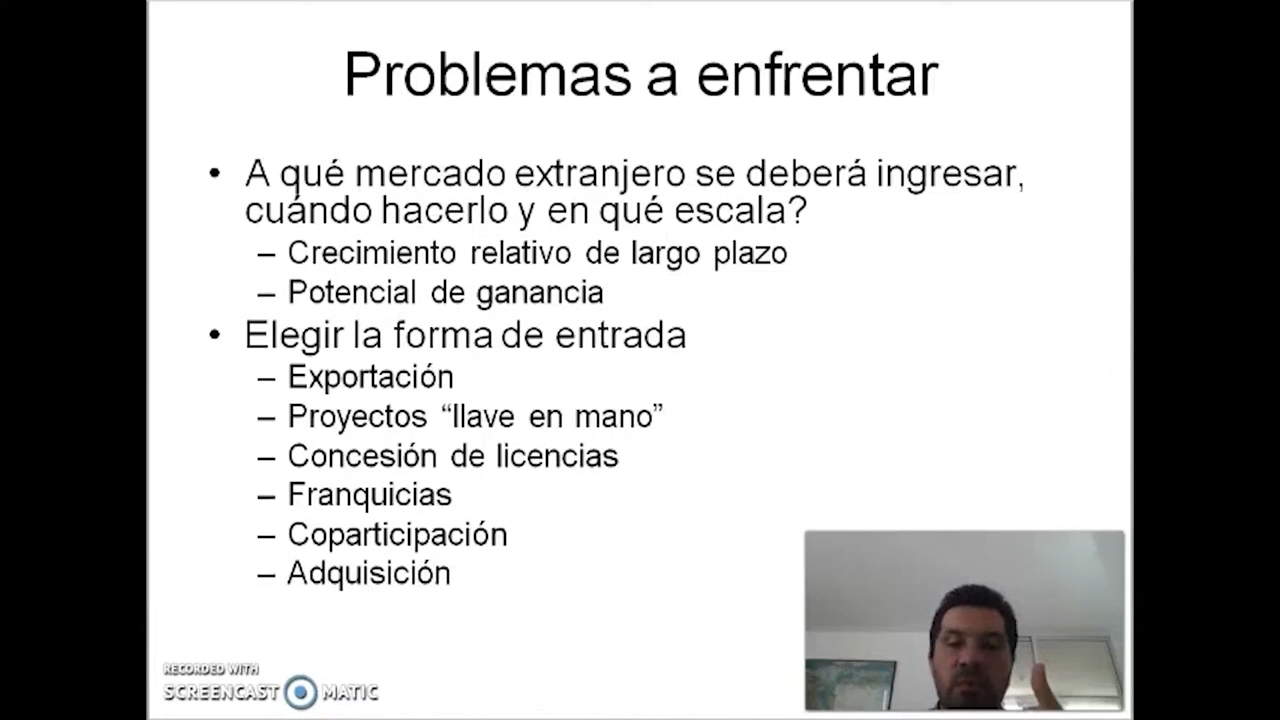 Problemas a enfrentar
• A qué mercado extranjero se deberá ingresar,
cuándo hacerlo y en qué escala?
– Crecimiento relativo de largo plazo
– Potencial de ganancia
• Elegir la forma de entrada
– Exportación
– Proyectos “llave en mano”
– Concesión de licencias
– Franquicias
– Coparticipación
– Adquisición
RECORDED WITH
SCREENCAST MATIC